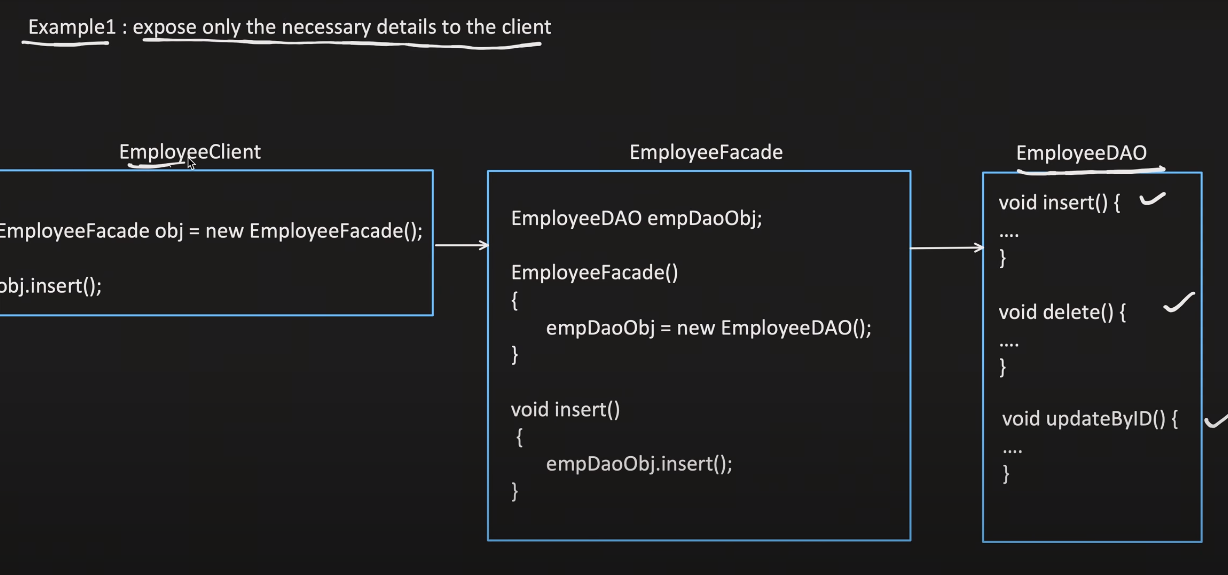 Example1 : expose only the necessary details to the client
EmployeeClient
EmployeeFacade obj = new EmployeeFacade();
obj.insert();
EmployeeFacade
EmployeeDAO empDaoObj;
EmployeeFacade()
{
empDaoObj = new EmployeeDAO();
}
void insert()
{
empDaoObj.insert();
}
EmployeeDAO
void insert() {
....
}
void delete() {
....
}
void updateByID() {
....
}